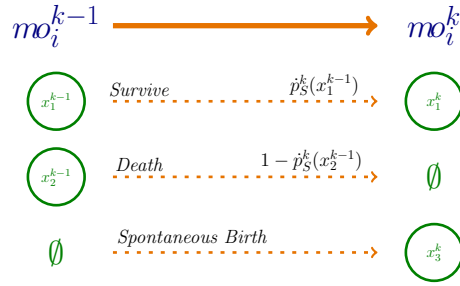 mo_i^{k-1} mo_i^k
x_1^{k-1} Survive ṗ_S^k(x_1^{k-1}) x_1^k
x_2^{k-1} Death 1 − ṗ_S^k(x_2^{k-1}) ∅
∅ Spontaneous Birth x_3^k